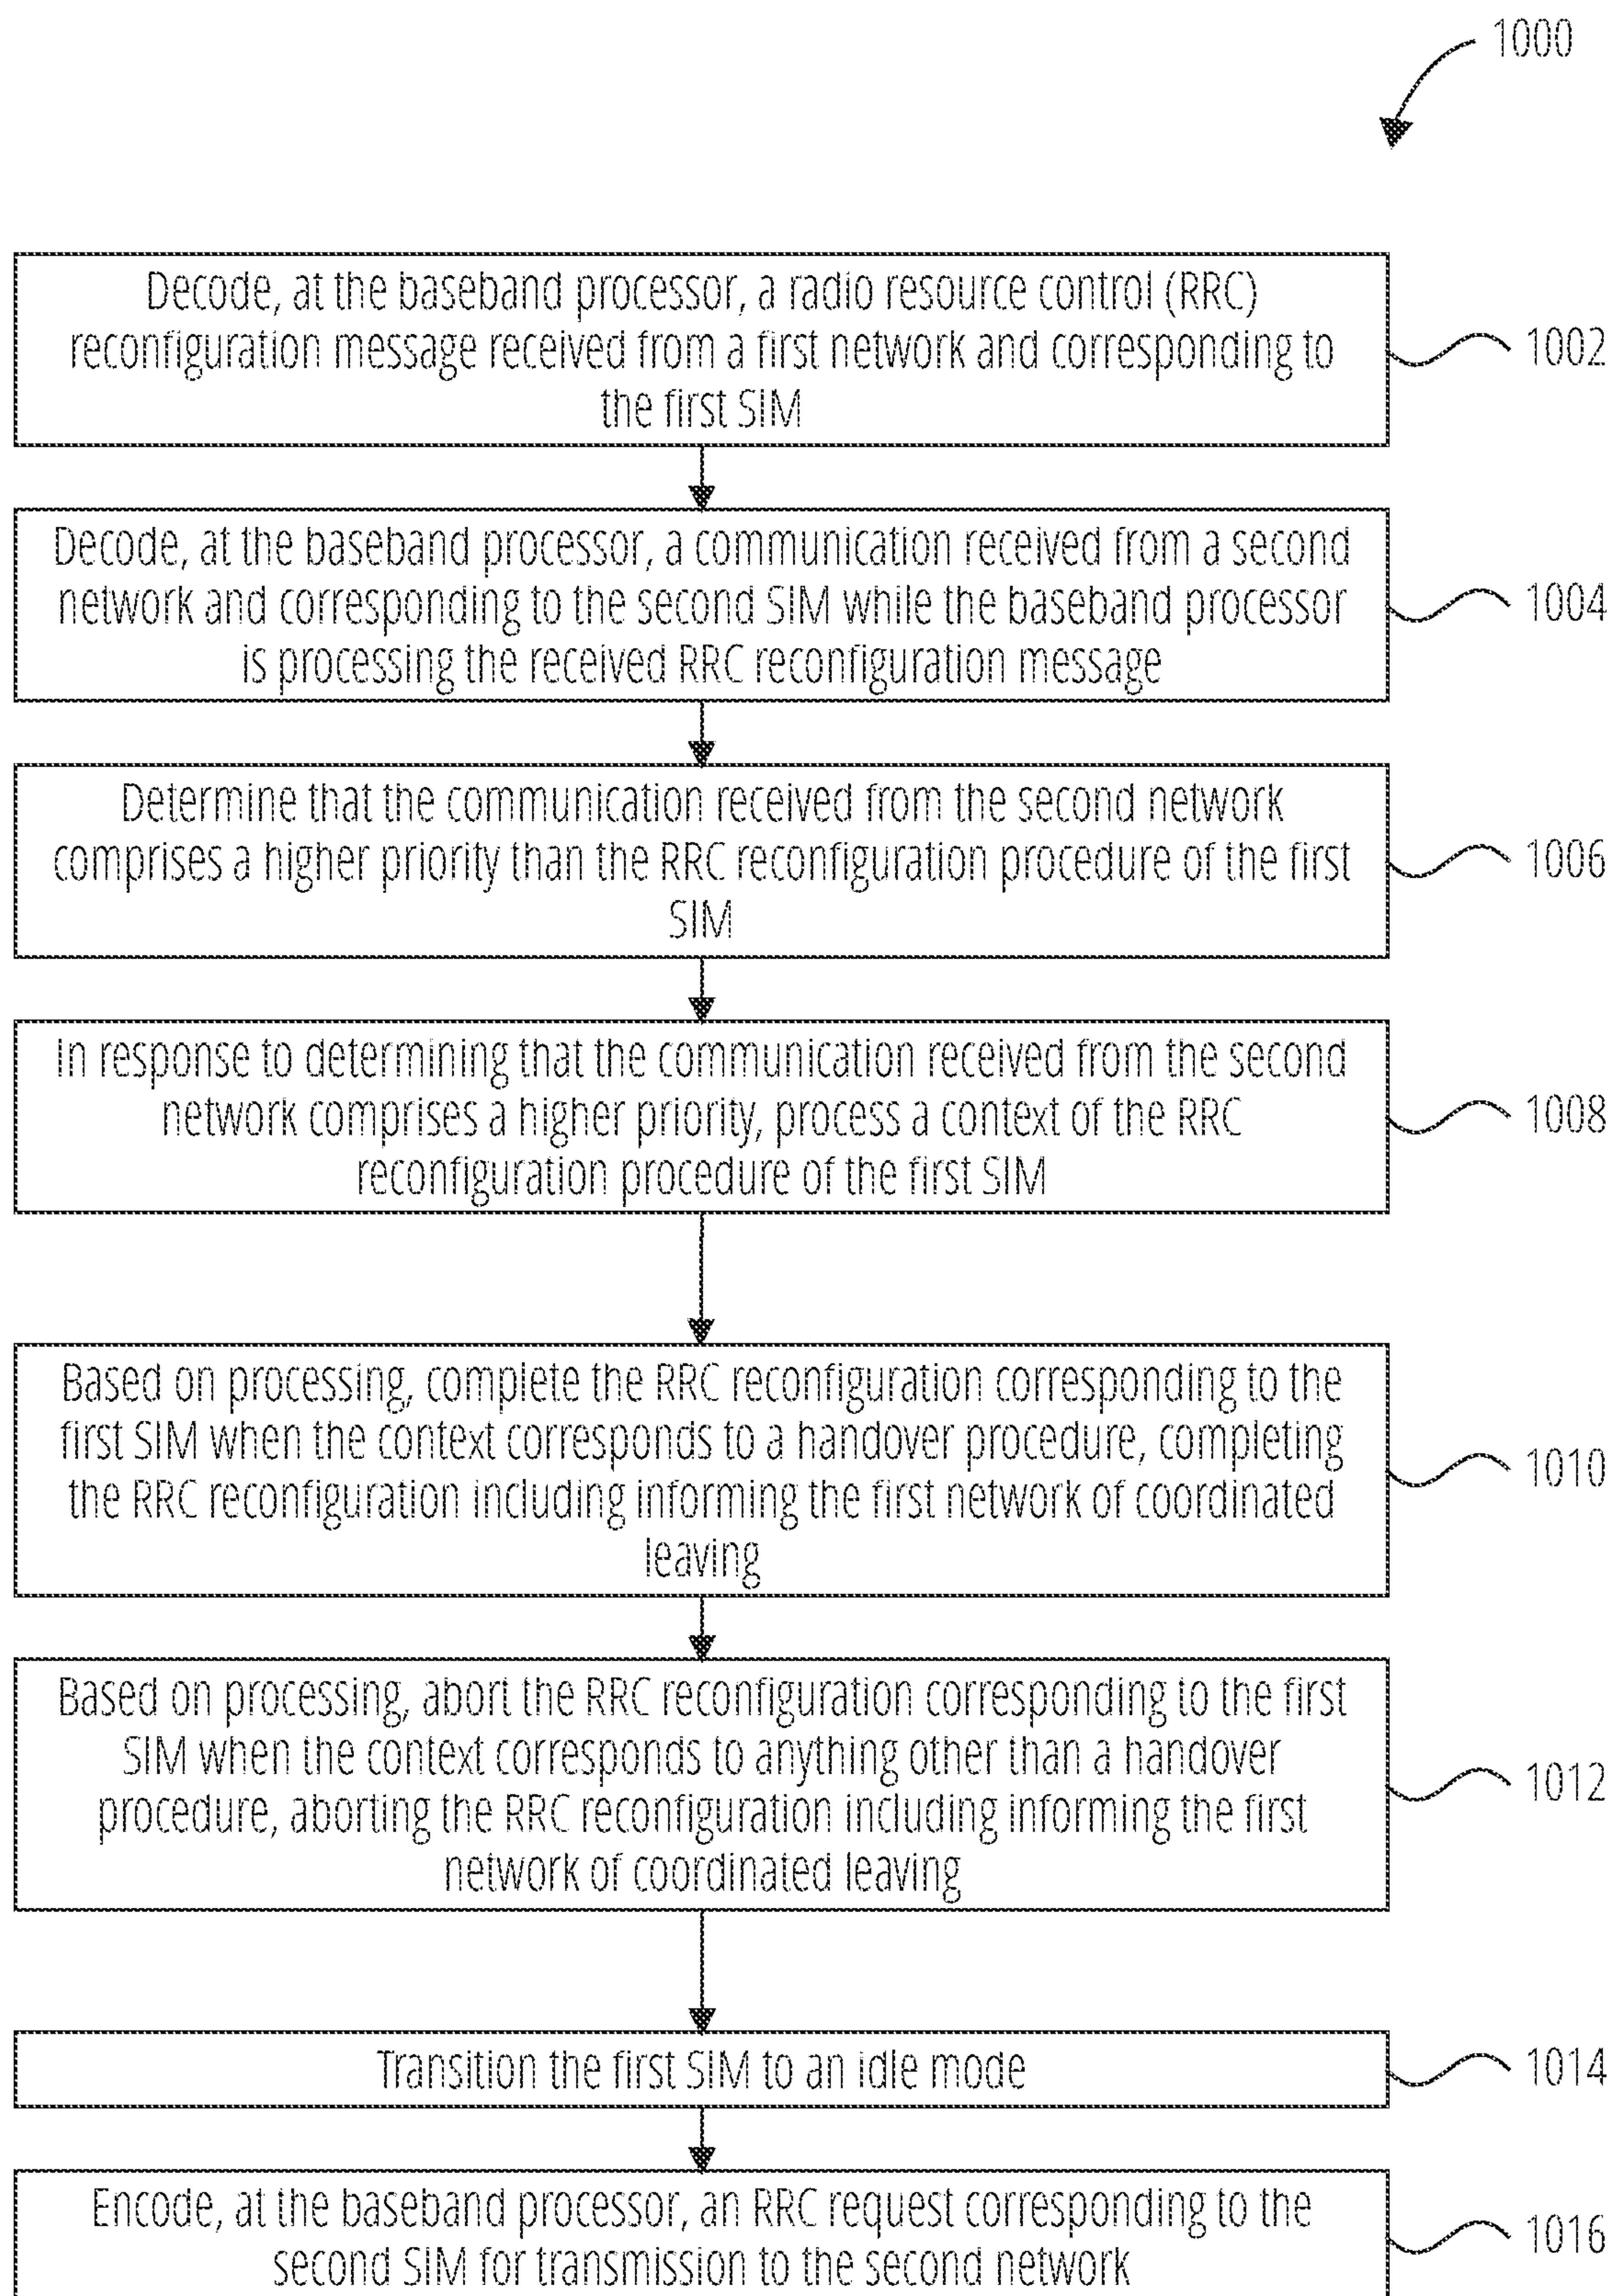 1000
Decode, at the baseband processor, a radio resource control (RRC)
reconfiguration message received from a first network and corresponding to
the first SIM
1002
Decode, at the baseband processor, a communication received from a second
network and corresponding to the second SIM while the baseband processor
is processing the received RRC reconfiguration message
1004
Determine that the communication received from the second network
comprises a higher priority than the RRC reconfiguration procedure of the first
SIM
1006
In response to determining that the communication received from the second
network comprises a higher priority, process a context of the RRC
reconfiguration procedure of the first SIM
1008
Based on processing, complete the RRC reconfiguration corresponding to the
first SIM when the context corresponds to a handover procedure, completing
the RRC reconfiguration including informing the first network of coordinated
leaving
1010
Based on processing, abort the RRC reconfiguration corresponding to the first
SIM when the context corresponds to anything other than a handover
procedure, aborting the RRC reconfiguration including informing the first
network of coordinated leaving
1012
Transition the first SIM to an idle mode
1014
Encode, at the baseband processor, an RRC request corresponding to the
second SIM for transmission to the second network
1016